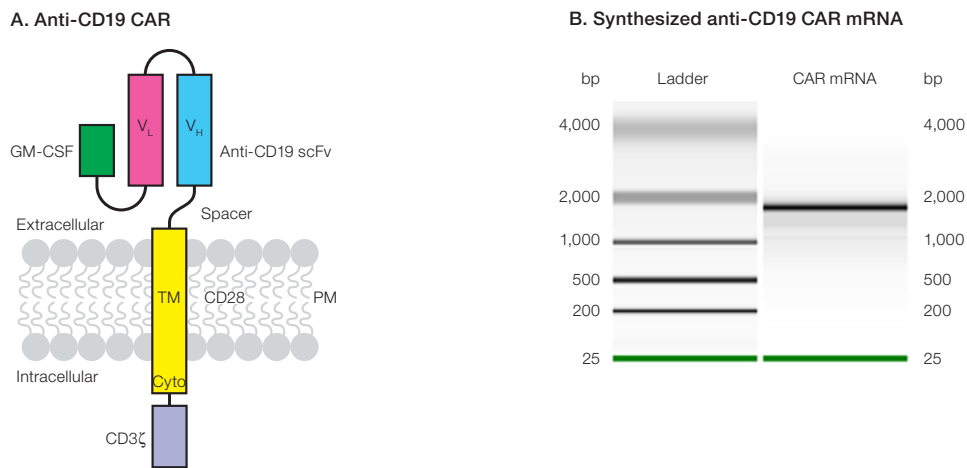 A. Anti-CD19 CAR
GM-CSF
V_L
V_H
Anti-CD19 scFv
Spacer
Extracellular
TM
CD28
PM
Intracellular
Cyto
CD3ζ
B. Synthesized anti-CD19 CAR mRNA
bp Ladder CAR mRNA bp
4,000 4,000
2,000 2,000
1,000 1,000
500 500
200 200
25 25